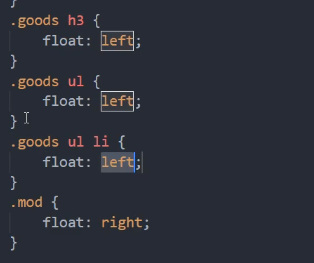 }
.goods h3 {
    float: left;
}
.goods ul {
    float: left;
}
.goods ul li {
    float: left;
}
.mod {
    float: right;
}